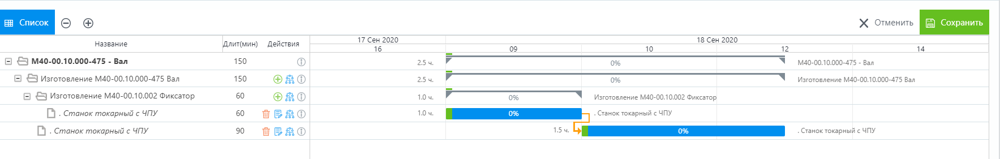 Список
Отменить
Сохранить
Название Длит(мин) Действия
17 Сен 2020 18 Сен 2020
16 09 10 12 14
М40-00.10.000-475 - Вал 150 2.5 ч. 0% М40-00.10.000-475 - Вал
Изготовление М40-00.10.000-475 Вал 150 2.5 ч. 0% Изготовление М40-00.10.000-475 Вал
Изготовление М40-00.10.002 Фиксатор 60 1.0 ч. 0% Изготовление М40-00.10.002 Фиксатор
. Станок токарный с ЧПУ 60 1.0 ч. 0% . Станок токарный с ЧПУ
. Станок токарный с ЧПУ 90 1.5 ч. 0% . Станок токарный с ЧПУ